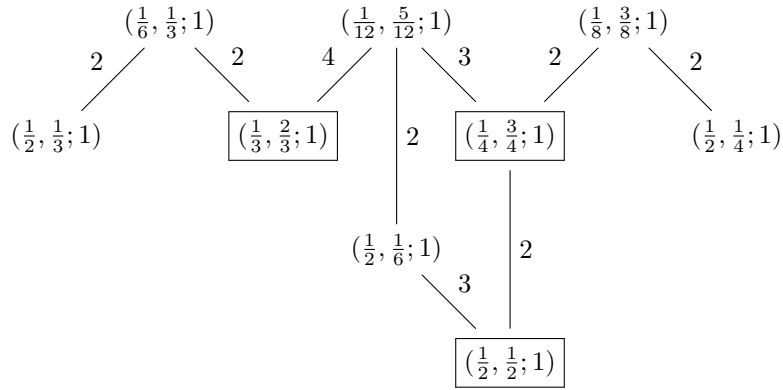 (1/6, 1/3; 1) (1/12, 5/12; 1) (1/8, 3/8; 1)
2 2 4 3 2 2
(1/2, 1/3; 1) (1/3, 2/3; 1) (1/4, 3/4; 1) (1/2, 1/4; 1)
2
(1/2, 1/6; 1) 2
3
(1/2, 1/2; 1)